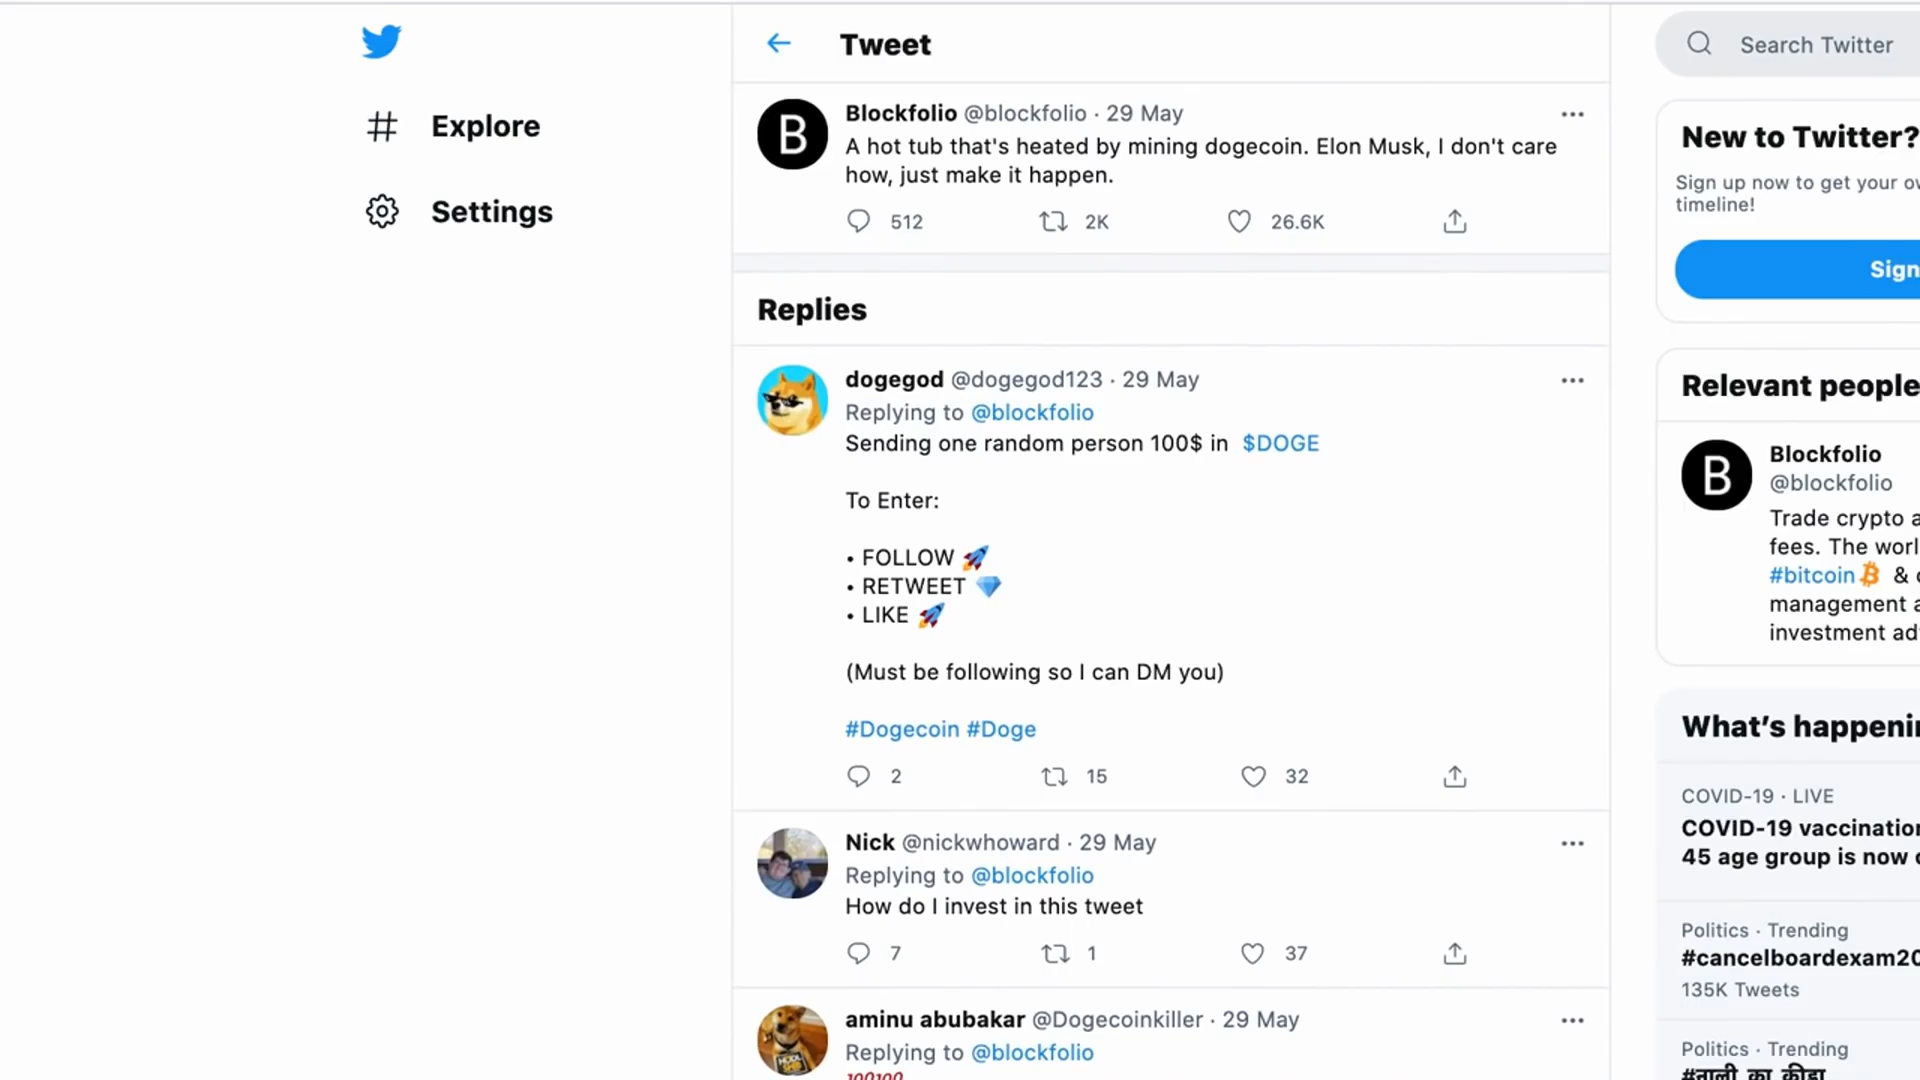 Tweet
Search Twitter
Explore
Settings
Blockfolio @blockfolio · 29 May
A hot tub that's heated by mining dogecoin. Elon Musk, I don't care
how, just make it happen.
512 2K 26.6K
Replies
dogegod @dogegod123 · 29 May
Replying to @blockfolio
Sending one random person 100$ in $DOGE
To Enter:
• FOLLOW 🚀
• RETWEET 💎
• LIKE 🚀
(Must be following so I can DM you)
#Dogecoin #Doge
2 15 32
Nick @nickwhoward · 29 May
Replying to @blockfolio
How do I invest in this tweet
7 1 37
aminu abubakar @Dogecoinkiller · 29 May
Replying to @blockfolio
New to Twitter?
Sign up now to get your
timeline!
Sign
Relevant people
Blockfolio
@blockfolio
Trade crypto
fees. The
#bitcoin &
management
investment
What's
COVID-19 · LIVE
COVID-19
45 age group is now
Politics · Trending
#cancelboardexam20
135K Tweets
Politics · Trending